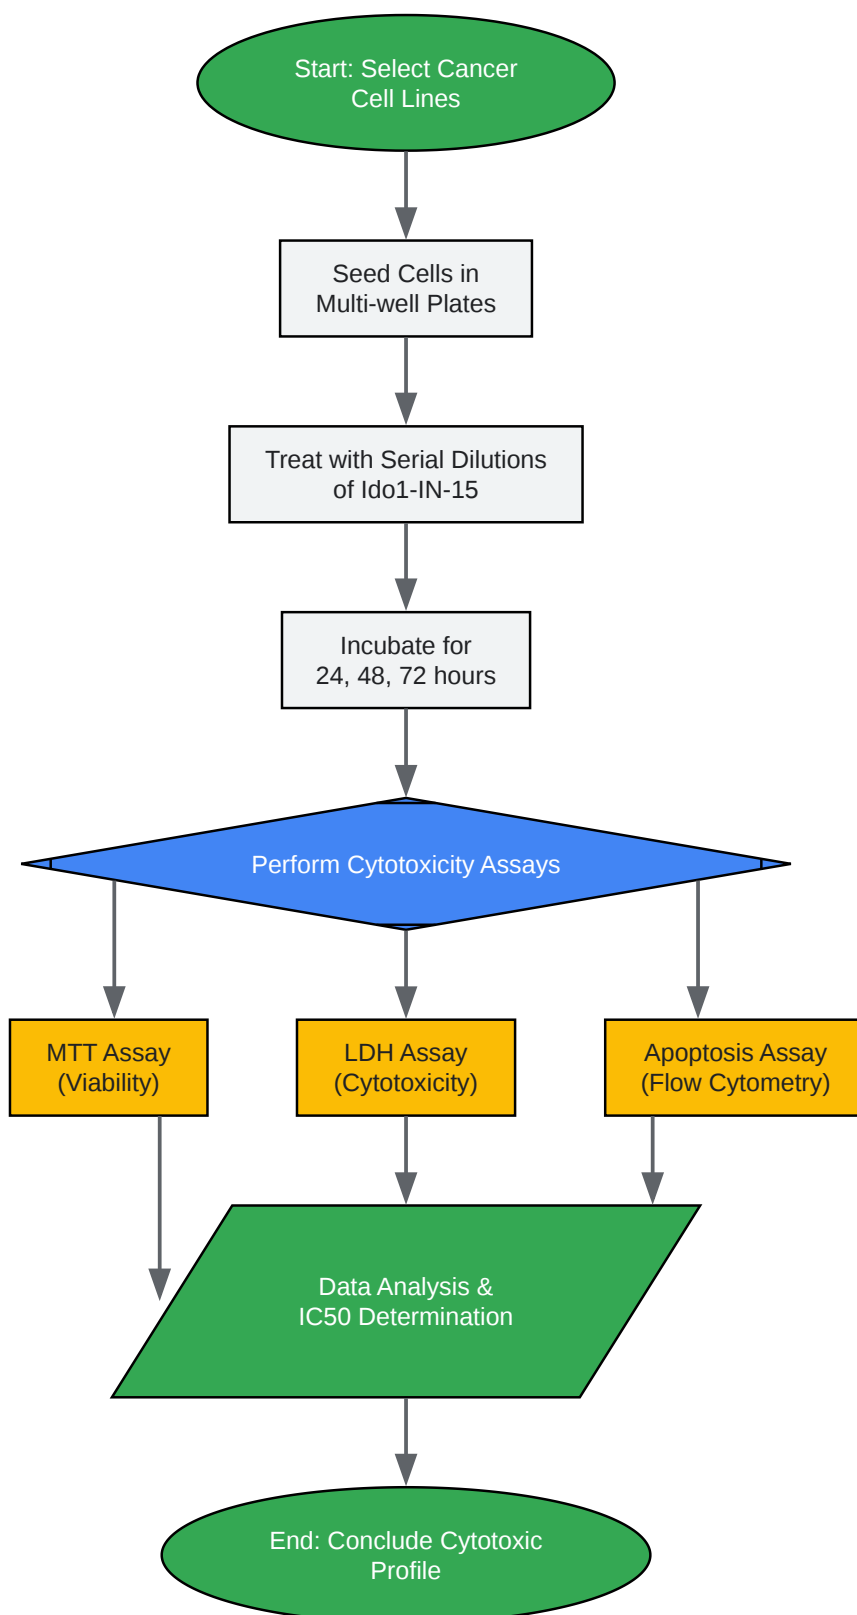 Start: Select Cancer
Cell Lines
Seed Cells in
Multi-well Plates
Treat with Serial Dilutions
of Ido1-IN-15
Incubate for
24, 48, 72 hours
Perform Cytotoxicity Assays
MTT Assay
(Viability)
LDH Assay
(Cytotoxicity)
Apoptosis Assay
(Flow Cytometry)
Data Analysis &
IC50 Determination
End: Conclude Cytotoxic
Profile